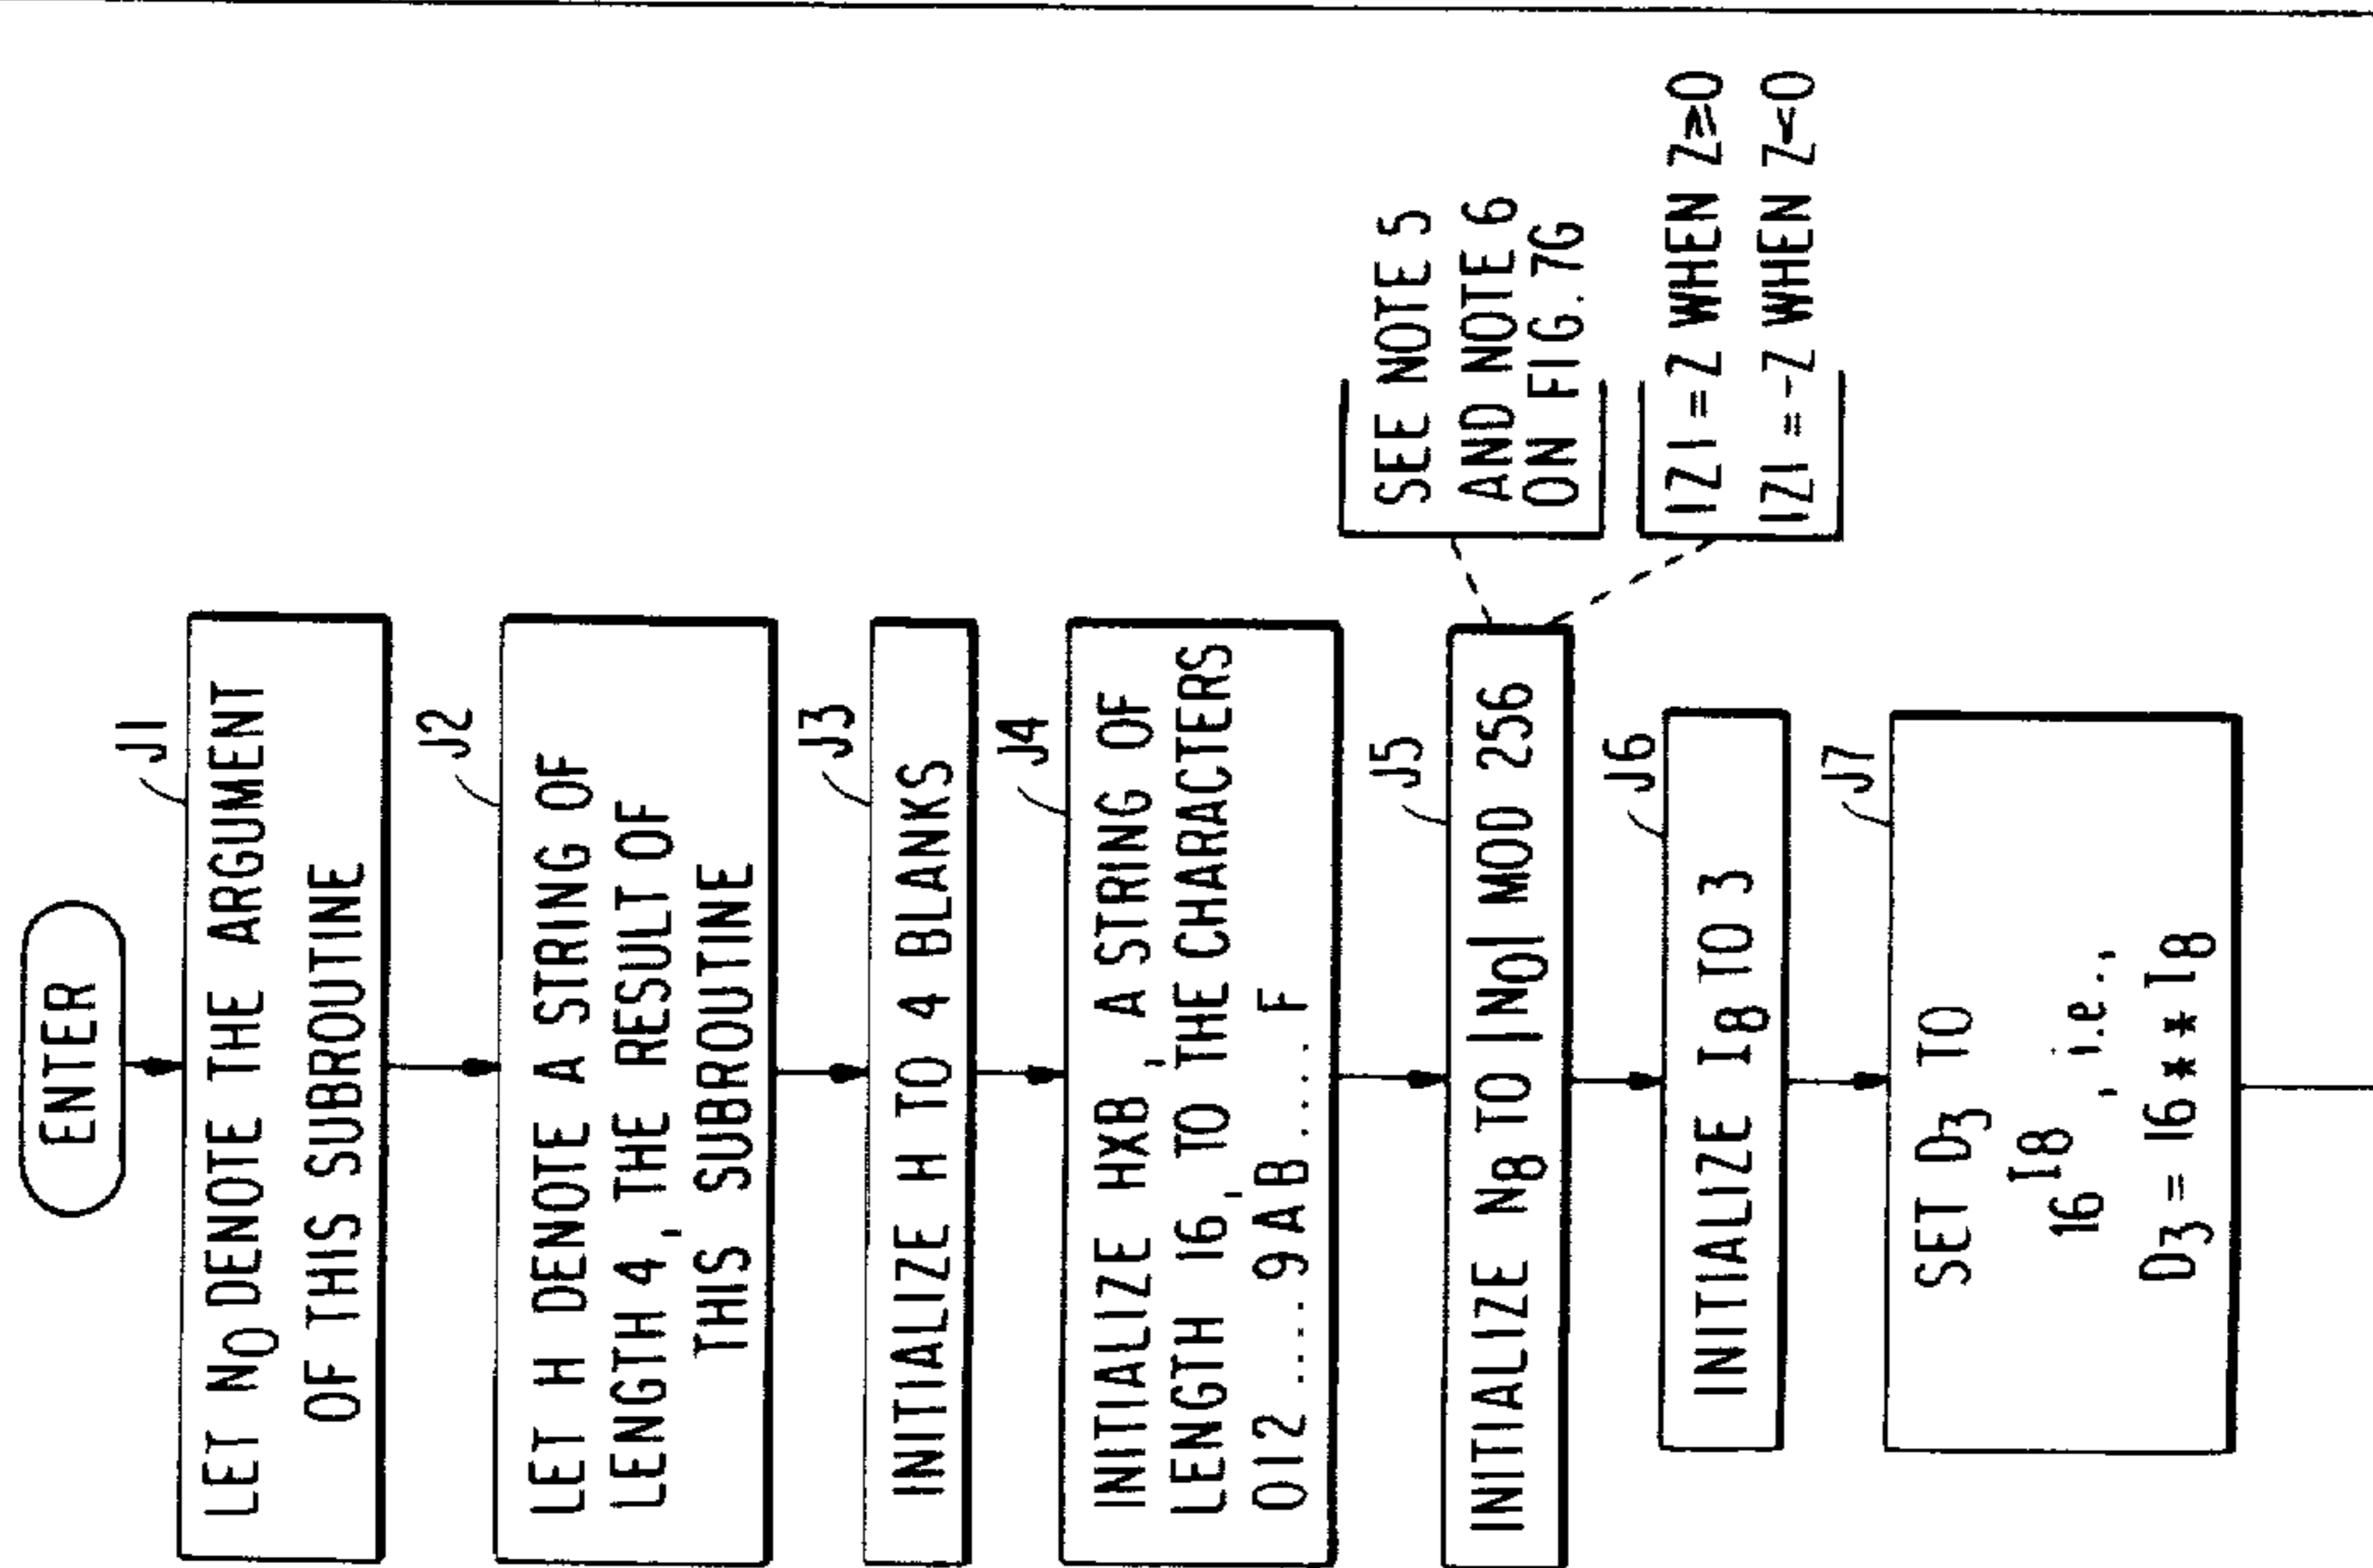 ENTER
J1
LET N₀ DENOTE THE ARGUMENT
OF THIS SUBROUTINE
J2
LET H DENOTE A STRING OF
LENGTH 4, THE RESULT OF
THIS SUBROUTINE
J3
INITIALIZE H TO 4 BLANKS
J4
INITIALIZE HXB, A STRING OF
LENGTH 16, TO THE CHARACTERS
012....9AB....F
J5
INITIALIZE N₈ TO |N₀| MOD 256
SEE NOTE 5
AND NOTE 6
ON FIG. 7G
|Z| = Z WHEN Z≥0
|Z| = -Z WHEN Z<0
J6
INITIALIZE I₈ TO 3
J7
SET D₃ TO
16^I₈, i.e.,
D₃ = 16 ** I₈